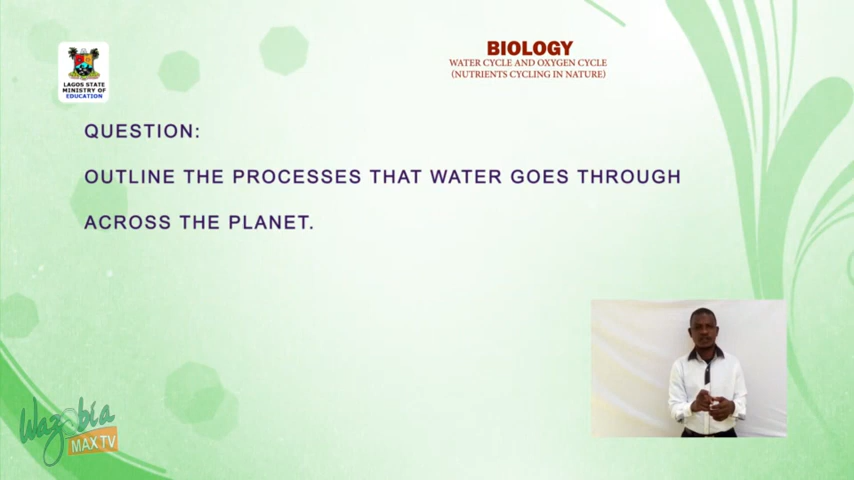 BIOLOGY
WATER CYCLE AND OXYGEN CYCLE
(NUTRIENTS CYCLING IN NATURE)
LAGOS STATE
MINISTRY OF
EDUCATION
QUESTION:
OUTLINE THE PROCESSES THAT WATER GOES THROUGH
ACROSS THE PLANET.
Wazobia
MAX TV